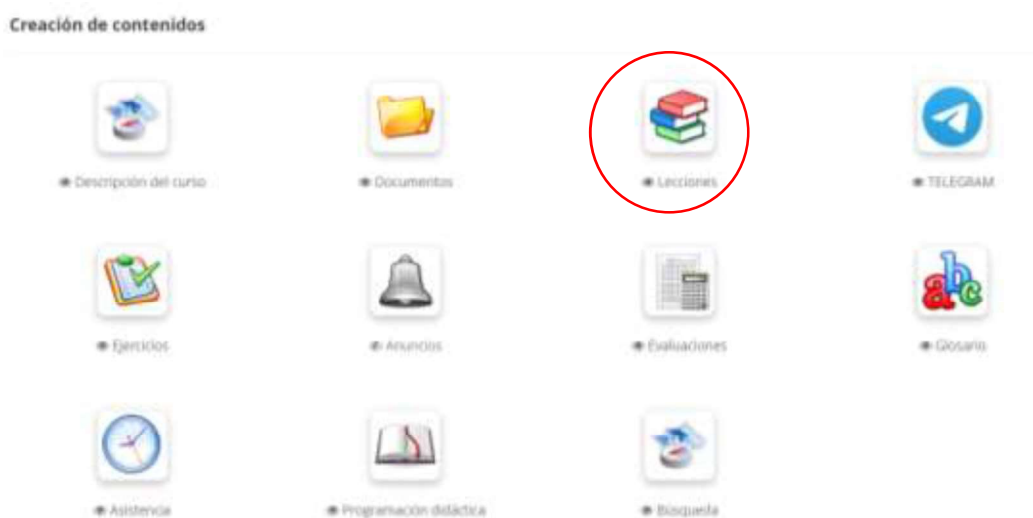 Creación de contenidos
Descripción del curso
Documentos
Lecciones
TELEGRAM
Ejercicios
Anuncios
Evaluaciones
Glosario
Asistencia
Programación didáctica
Búsqueda